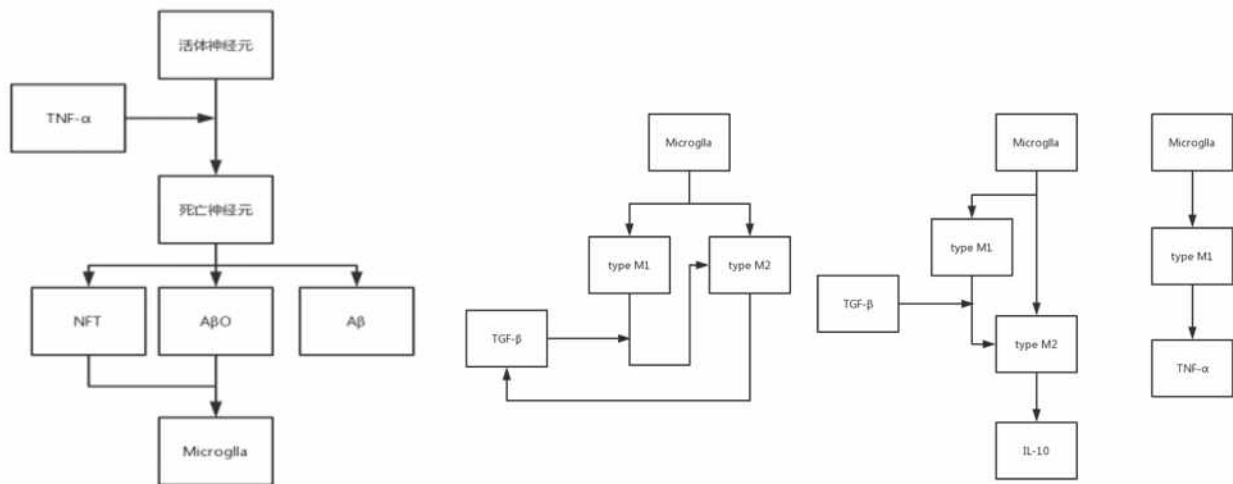 活体神经元
TNF-α
死亡神经元
NFT
AβO
Aβ
Microglla
Microglla
type M1
type M2
TGF-β
Microglla
type M1
TGF-β
type M2
IL-10
Microglla
type M1
TNF-α